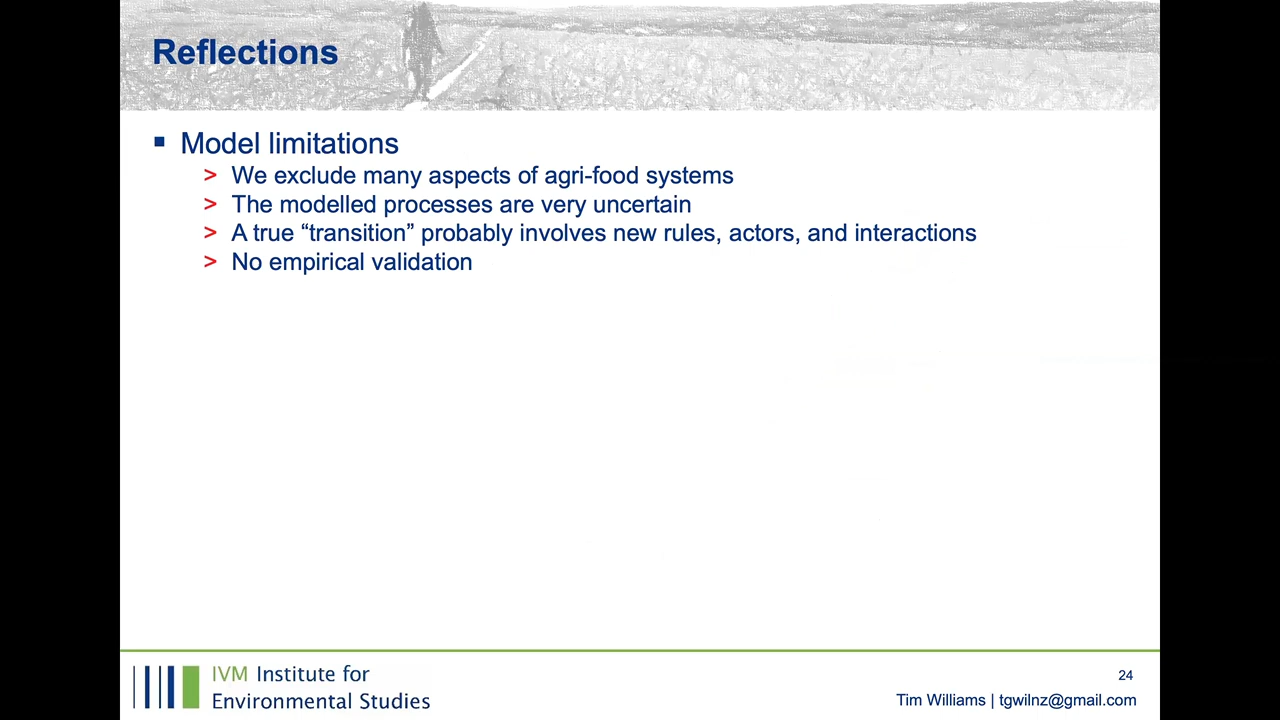 Reflections
Model limitations
> We exclude many aspects of agri-food systems
> The modelled processes are very uncertain
> A true “transition” probably involves new rules, actors, and interactions
> No empirical validation
IVM Institute for
Environmental Studies
24
Tim Williams | tgwilnz@gmail.com